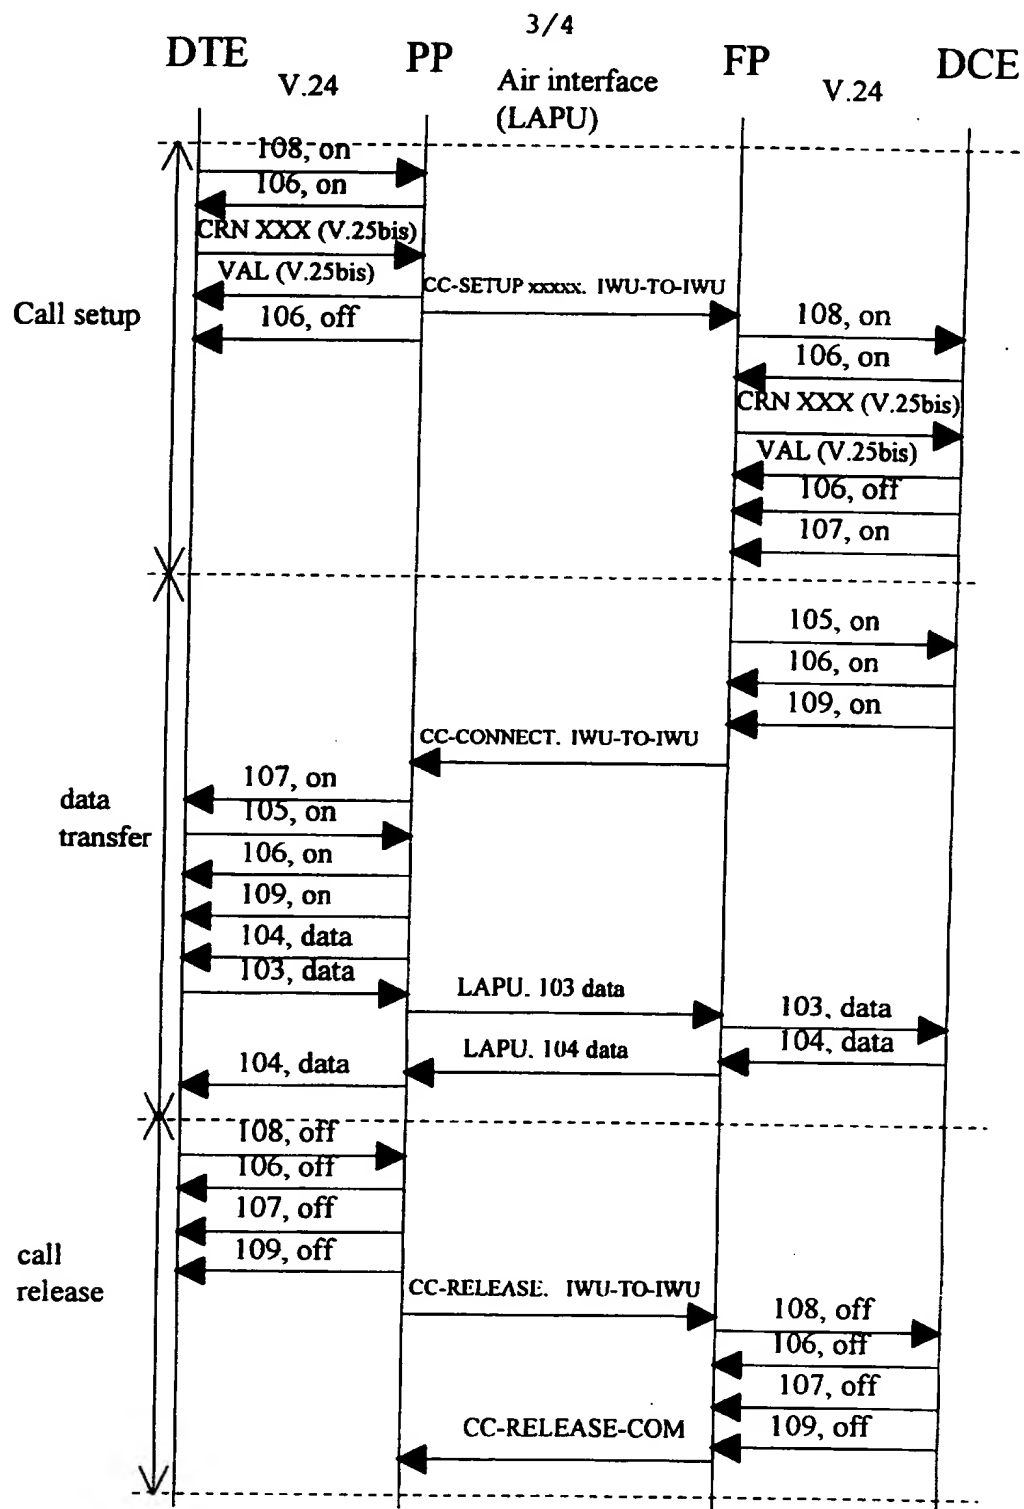 3/4
DTE
V.24
PP
Air interface
(LAPU)
FP
V.24
DCE
108, on
106, on
CRN XXX (V.25bis)
VAL (V.25bis)
CC-SETUP xxxxx. IWU-TO-IWU
Call setup
106, off
108, on
106, on
CRN XXX (V.25bis)
VAL (V.25bis)
106, off
107, on
105, on
106, on
109, on
CC-CONNECT. IWU-TO-IWU
107, on
data
transfer
105, on
106, on
109, on
104, data
103, data
LAPU. 103 data
103, data
104, data
LAPU. 104 data
104, data
108, off
106, off
107, off
109, off
call
release
CC-RELEASE. IWU-TO-IWU
108, off
106, off
107, off
109, off
CC-RELEASE-COM